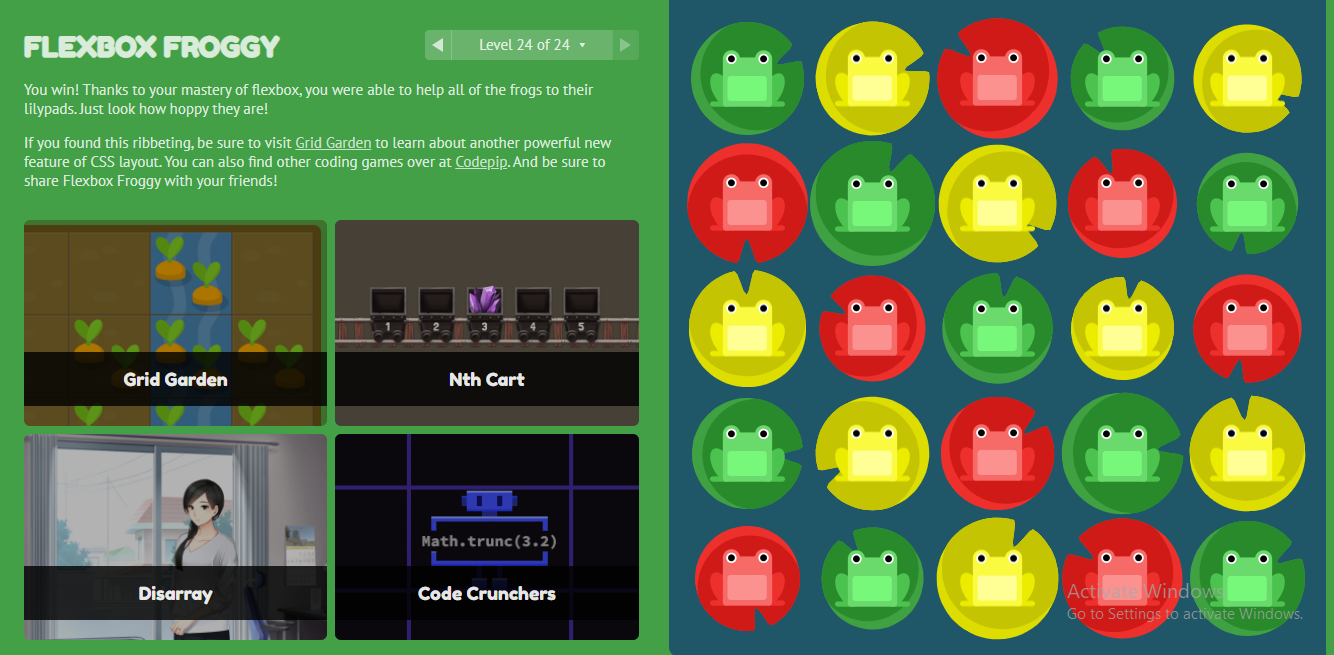 FLEXBOX FROGGY
◀ Level 24 of 24 ▾ ▶
You win! Thanks to your mastery of flexbox, you were able to help all of the frogs to their
lilypads. Just look how hoppy they are!
If you found this ribbeting, be sure to visit Grid Garden to learn about another powerful new
feature of CSS layout. You can also find other coding games over at Codepip. And be sure to
share Flexbox Froggy with your friends!
Grid Garden
1 2 3 4 5
Nth Cart
Disarray
Math.trunc(3.2)
Code Crunchers
Activate Windows
Go to Settings to activate Windows.